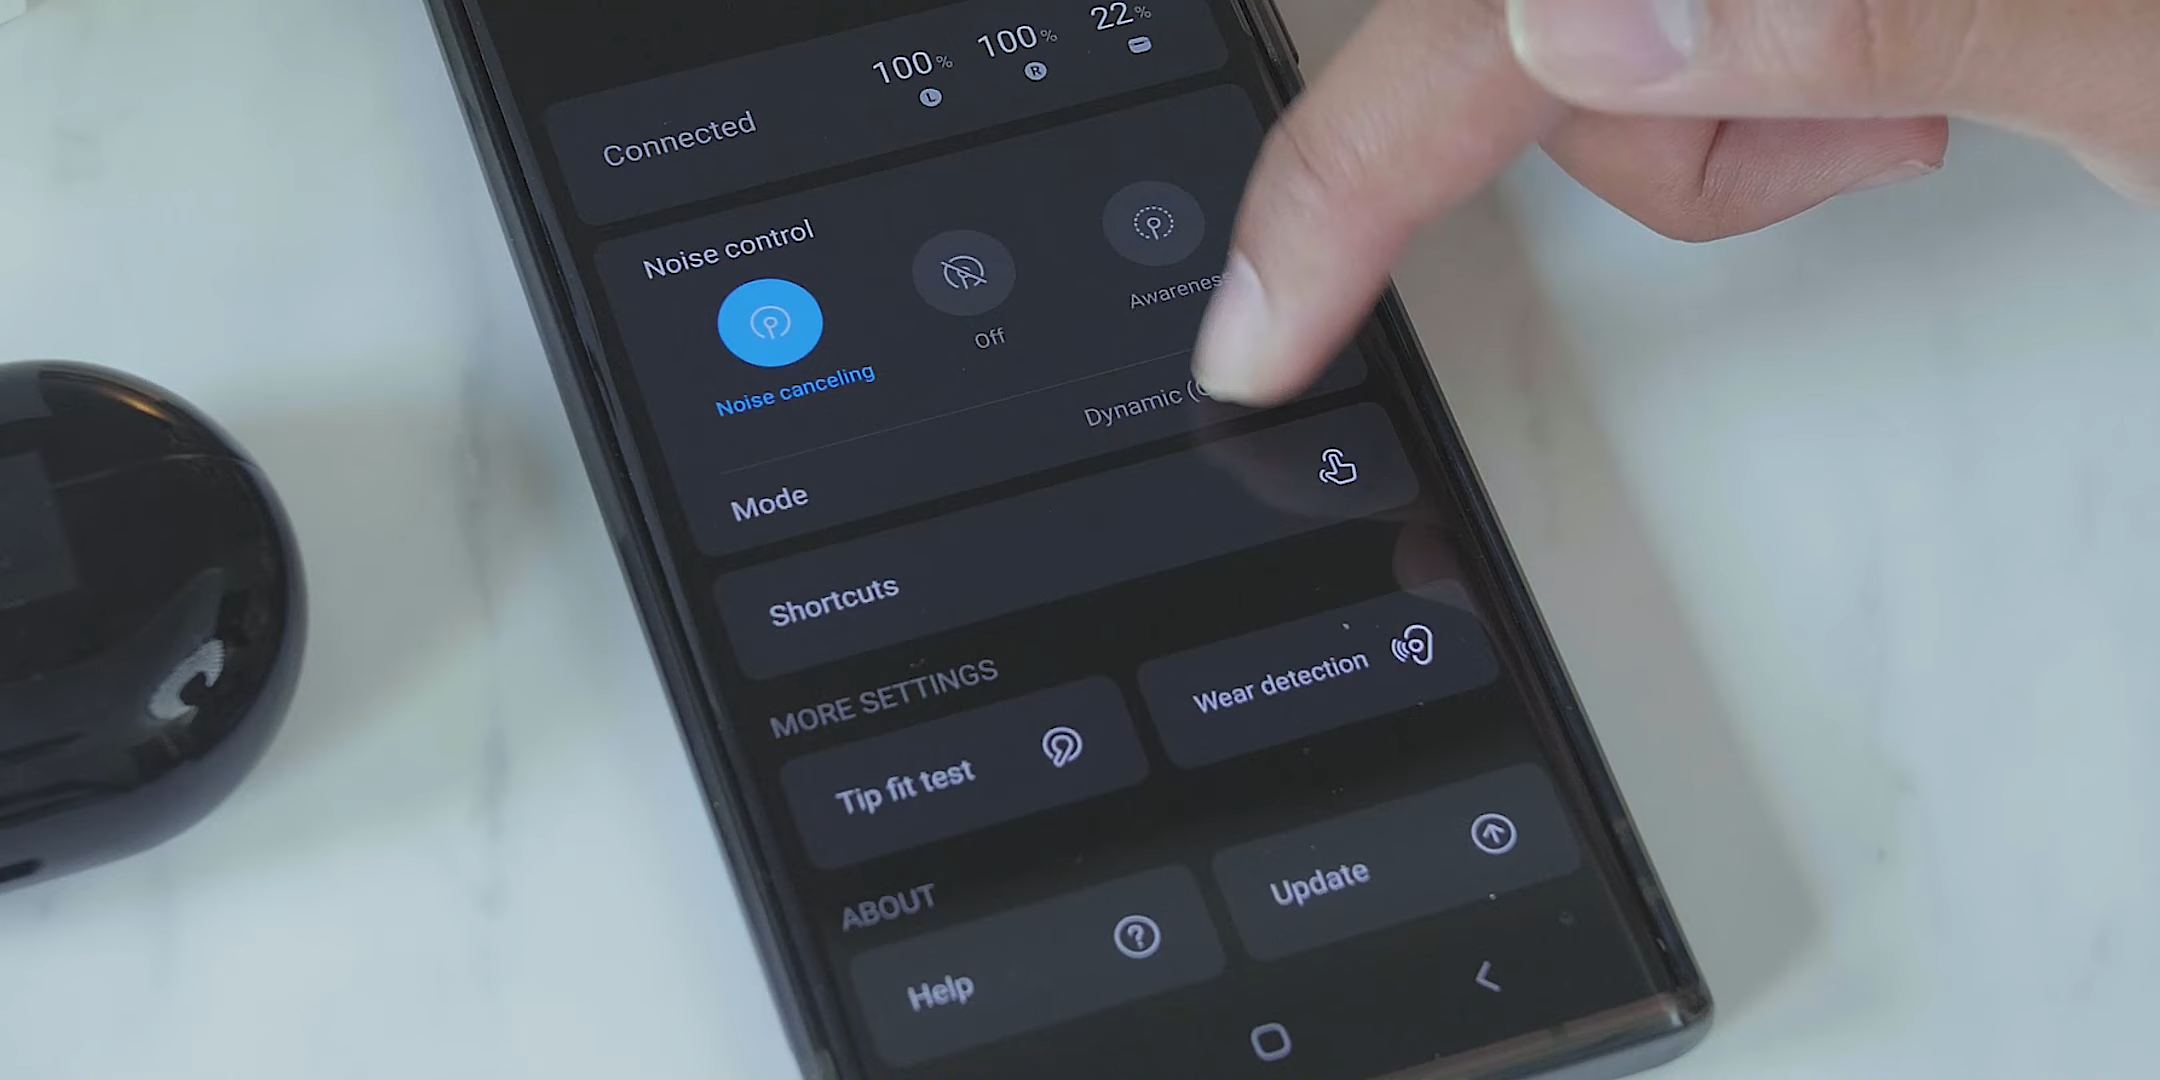 100% 100% 22%
L R
Connected
Noise control
Noise canceling
Off
Awareness
Mode
Dynamic (
Shortcuts
MORE SETTINGS
Tip fit test
Wear detection
ABOUT
Help
Update